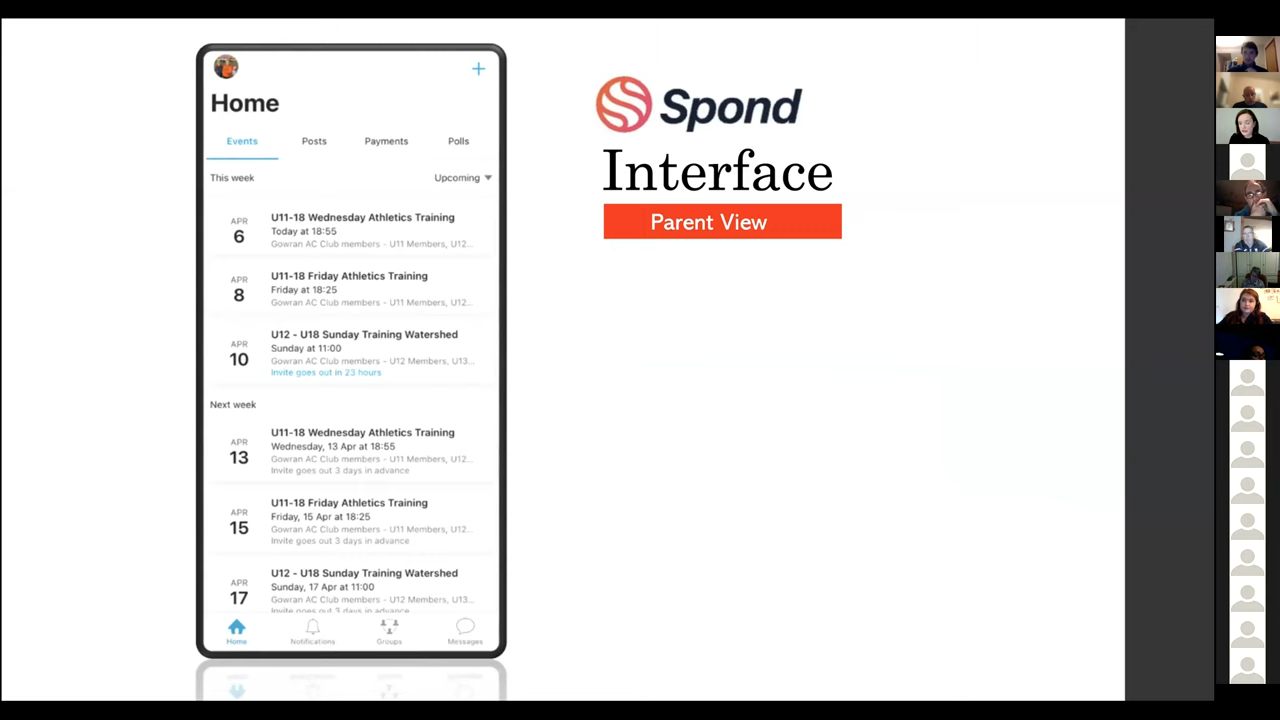 Home
Events Posts Payments Polls
This week Upcoming
APR
6
U11-18 Wednesday Athletics Training
Today at 18:55
Gowran AC Club members - U11 Members, U12...
APR
8
U11-18 Friday Athletics Training
Friday at 18:25
Gowran AC Club members - U11 Members, U12...
APR
10
U12 - U18 Sunday Training Watershed
Sunday at 11:00
Gowran AC Club members - U12 Members, U13...
Invite goes out in 23 hours
Next week
APR
13
U11-18 Wednesday Athletics Training
Wednesday, 13 Apr at 18:55
Gowran AC Club members - U11 Members, U12...
Invite goes out 3 days in advance
APR
15
U11-18 Friday Athletics Training
Friday, 15 Apr at 18:25
Gowran AC Club members - U11 Members, U12...
Invite goes out 3 days in advance
APR
17
U12 - U18 Sunday Training Watershed
Sunday, 17 Apr at 11:00
Gowran AC Club members - U12 Members, U13...
Invite goes out 3 days in advance
Home Notifications Groups Messages
Spond
Interface
Parent View